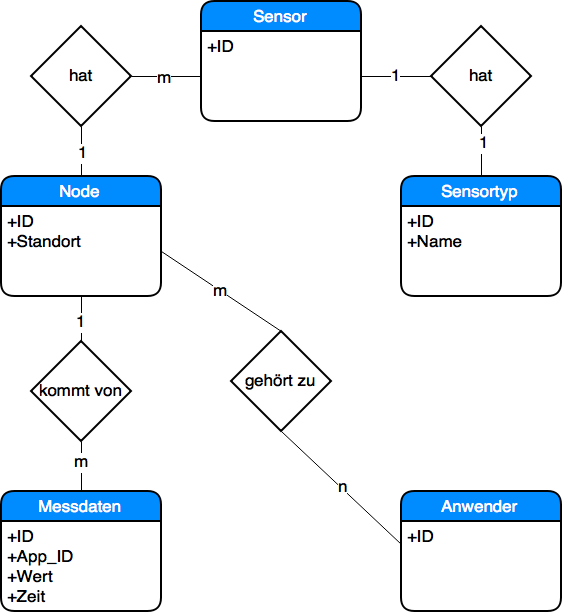 Sensor
+ID
hat
m
1
hat
1
1
Node
+ID
+Standort
Sensortyp
+ID
+Name
m
1
kommt von
gehört zu
m
n
Messdaten
+ID
+App_ID
+Wert
+Zeit
Anwender
+ID